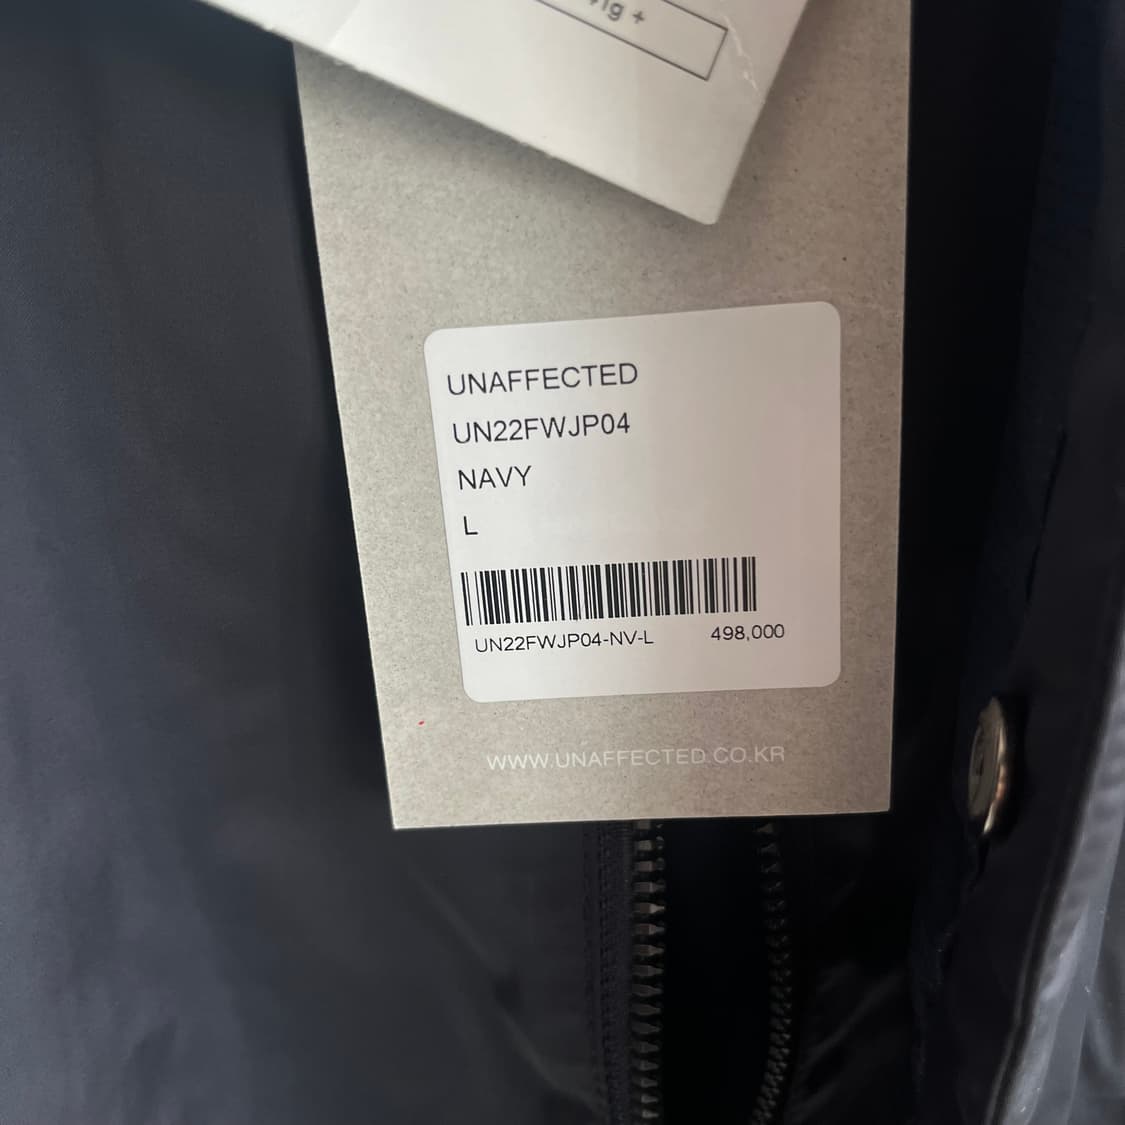 UNAFFECTED
UN22FWJP04
NAVY
L
UN22FWJP04-NV-L 498,000
WWW.UNAFFECTED.CO.KR